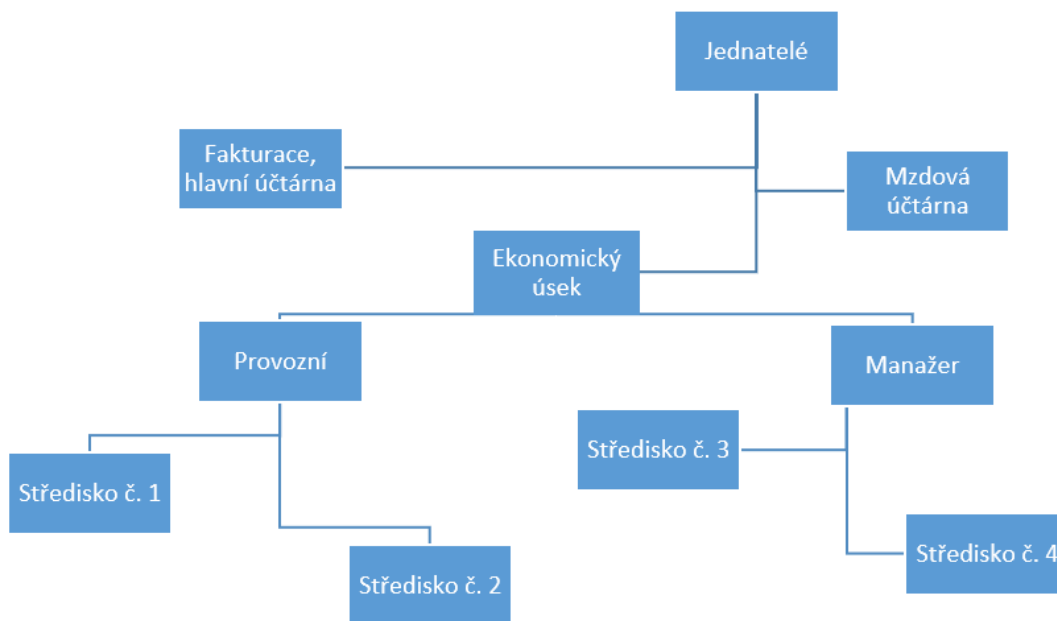 Jednatelé
Fakturace,
hlavní účtárna
Mzdová
účtárna
Ekonomický
úsek
Provozní
Manažer
Středisko č. 1
Středisko č. 2
Středisko č. 3
Středisko č. 4